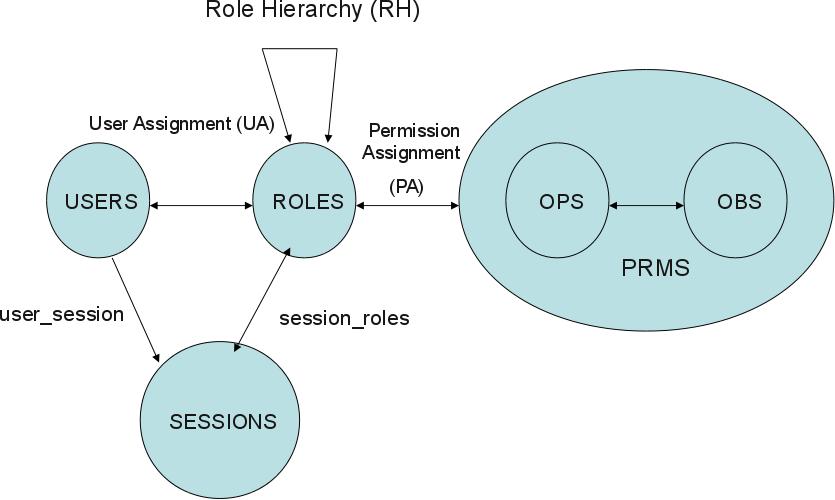 Role Hierarchy (RH)
User Assignment (UA)
Permission
Assignment
(PA)
USERS
ROLES
OPS
OBS
PRMS
user_session
session_roles
SESSIONS